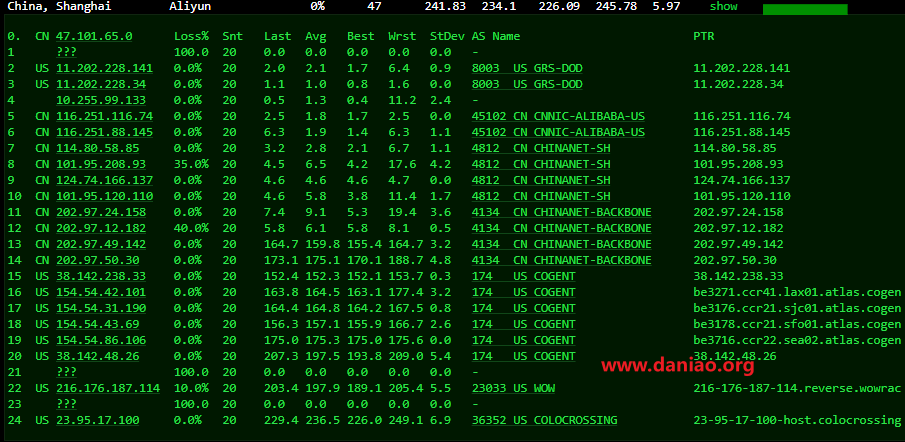 China, Shanghai Aliyun 0% 47 241.83 234.1 226.09 245.78 5.97 show
0. CN 47.101.65.0 Loss% Snt Last Avg Best Wrst StDev AS Name PTR
1 ??? 100.0 20 0.0 0.0 0.0 0.0 0.0 -
2 US 11.202.228.141 0.0% 20 2.0 2.1 1.7 6.4 0.9 8003 US GRS-DOD 11.202.228.141
3 US 11.202.228.34 0.0% 20 1.1 1.0 0.8 1.6 0.0 8003 US GRS-DOD 11.202.228.34
4 10.255.99.133 0.0% 20 0.5 1.3 0.4 11.2 2.4 -
5 CN 116.251.116.74 0.0% 20 2.5 1.8 1.7 2.5 0.0 45102 CN CNNIC-ALIBABA-US 116.251.116.74
6 CN 116.251.88.145 0.0% 20 6.3 1.9 1.4 6.3 1.1 45102 CN CNNIC-ALIBABA-US 116.251.88.145
7 CN 114.80.58.85 0.0% 20 3.2 2.8 2.1 6.7 1.1 4812 CN CHINANET-SH 114.80.58.85
8 CN 101.95.208.93 35.0% 20 4.5 6.5 4.2 17.6 4.2 4812 CN CHINANET-SH 101.95.208.93
9 CN 124.74.166.137 0.0% 20 4.6 4.6 4.6 4.7 0.0 4812 CN CHINANET-SH 124.74.166.137
10 CN 101.95.120.110 0.0% 20 4.6 5.8 3.8 11.4 1.7 4812 CN CHINANET-SH 101.95.120.110
11 CN 202.97.24.158 0.0% 20 7.4 9.1 5.3 19.4 3.6 4134 CN CHINANET-BACKBONE 202.97.24.158
12 CN 202.97.12.182 40.0% 20 5.8 6.1 5.8 8.1 0.5 4134 CN CHINANET-BACKBONE 202.97.12.182
13 CN 202.97.49.142 0.0% 20 164.7 159.8 155.4 164.7 3.2 4134 CN CHINANET-BACKBONE 202.97.49.142
14 CN 202.97.50.30 0.0% 20 173.1 175.1 170.1 188.7 4.8 4134 CN CHINANET-BACKBONE 202.97.50.30
15 US 38.142.238.33 0.0% 20 152.4 152.3 152.1 153.7 0.3 174 US COGENT 38.142.238.33
16 US 154.54.42.101 0.0% 20 163.8 164.5 163.1 177.4 3.2 174 US COGENT be3271.ccr41.lax01.atlas.cogen
17 US 154.54.31.190 0.0% 20 164.4 164.8 164.2 167.5 0.8 174 US COGENT be3176.ccr21.sjc01.atlas.cogen
18 US 154.54.43.69 0.0% 20 156.3 157.1 155.9 166.7 2.6 174 US COGENT be3178.ccr21.sfo01.atlas.cogen
19 US 154.54.86.106 0.0% 20 175.0 175.3 175.0 175.6 0.0 174 US COGENT be3716.ccr22.sea02.atlas.cogen
20 US 38.142.48.26 0.0% 20 207.3 197.5 193.8 209.0 5.4 174 US COGENT 38.142.48.26
www.daniao.org
21 ??? 100.0 20 0.0 0.0 0.0 0.0 0.0 -
22 US 216.176.187.114 10.0% 20 203.4 197.9 189.1 205.4 5.5 23033 US WOW 216-176-187-114.reverse.wowrac
23 ??? 100.0 20 0.0 0.0 0.0 0.0 0.0 -
24 US 23.95.17.100 0.0% 20 229.4 236.5 226.0 249.1 6.9 36352 US COLOCROSSING 23-95-17-100-host.colocrossing